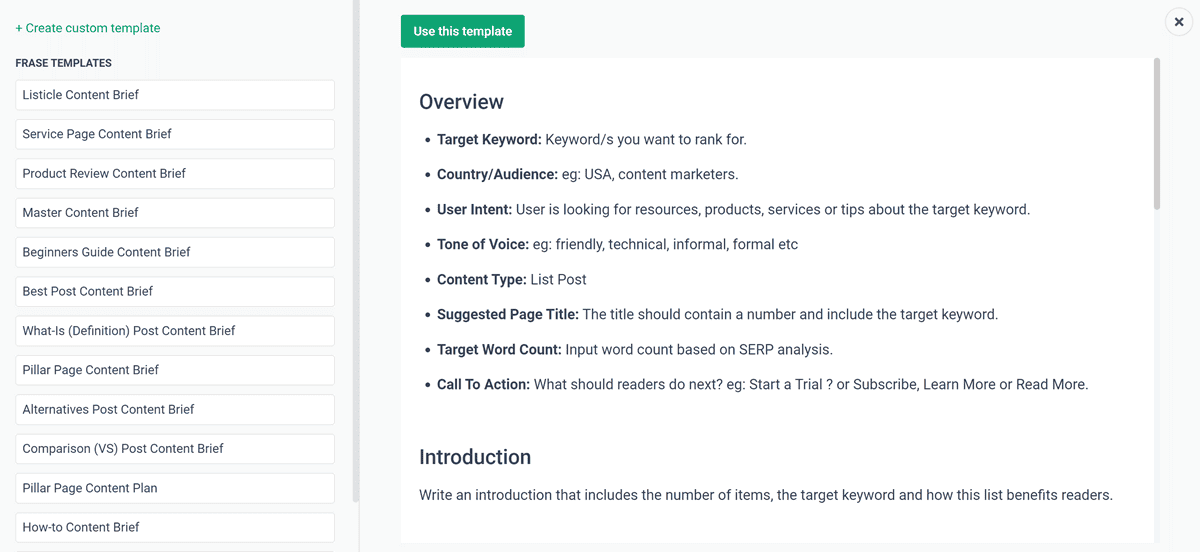 + Create custom template
FRASE TEMPLATES
Listicle Content Brief
Service Page Content Brief
Product Review Content Brief
Master Content Brief
Beginners Guide Content Brief
Best Post Content Brief
What-Is (Definition) Post Content Brief
Pillar Page Content Brief
Alternatives Post Content Brief
Comparison (VS) Post Content Brief
Pillar Page Content Plan
How-to Content Brief
Use this template
Overview
• Target Keyword: Keyword/s you want to rank for.
• Country/Audience: eg: USA, content marketers.
• User Intent: User is looking for resources, products, services or tips about the target keyword.
• Tone of Voice: eg: friendly, technical, informal, formal etc
• Content Type: List Post
• Suggested Page Title: The title should contain a number and include the target keyword.
• Target Word Count: Input word count based on SERP analysis.
• Call To Action: What should readers do next? eg: Start a Trial ? or Subscribe, Learn More or Read More.
Introduction
Write an introduction that includes the number of items, the target keyword and how this list benefits readers.